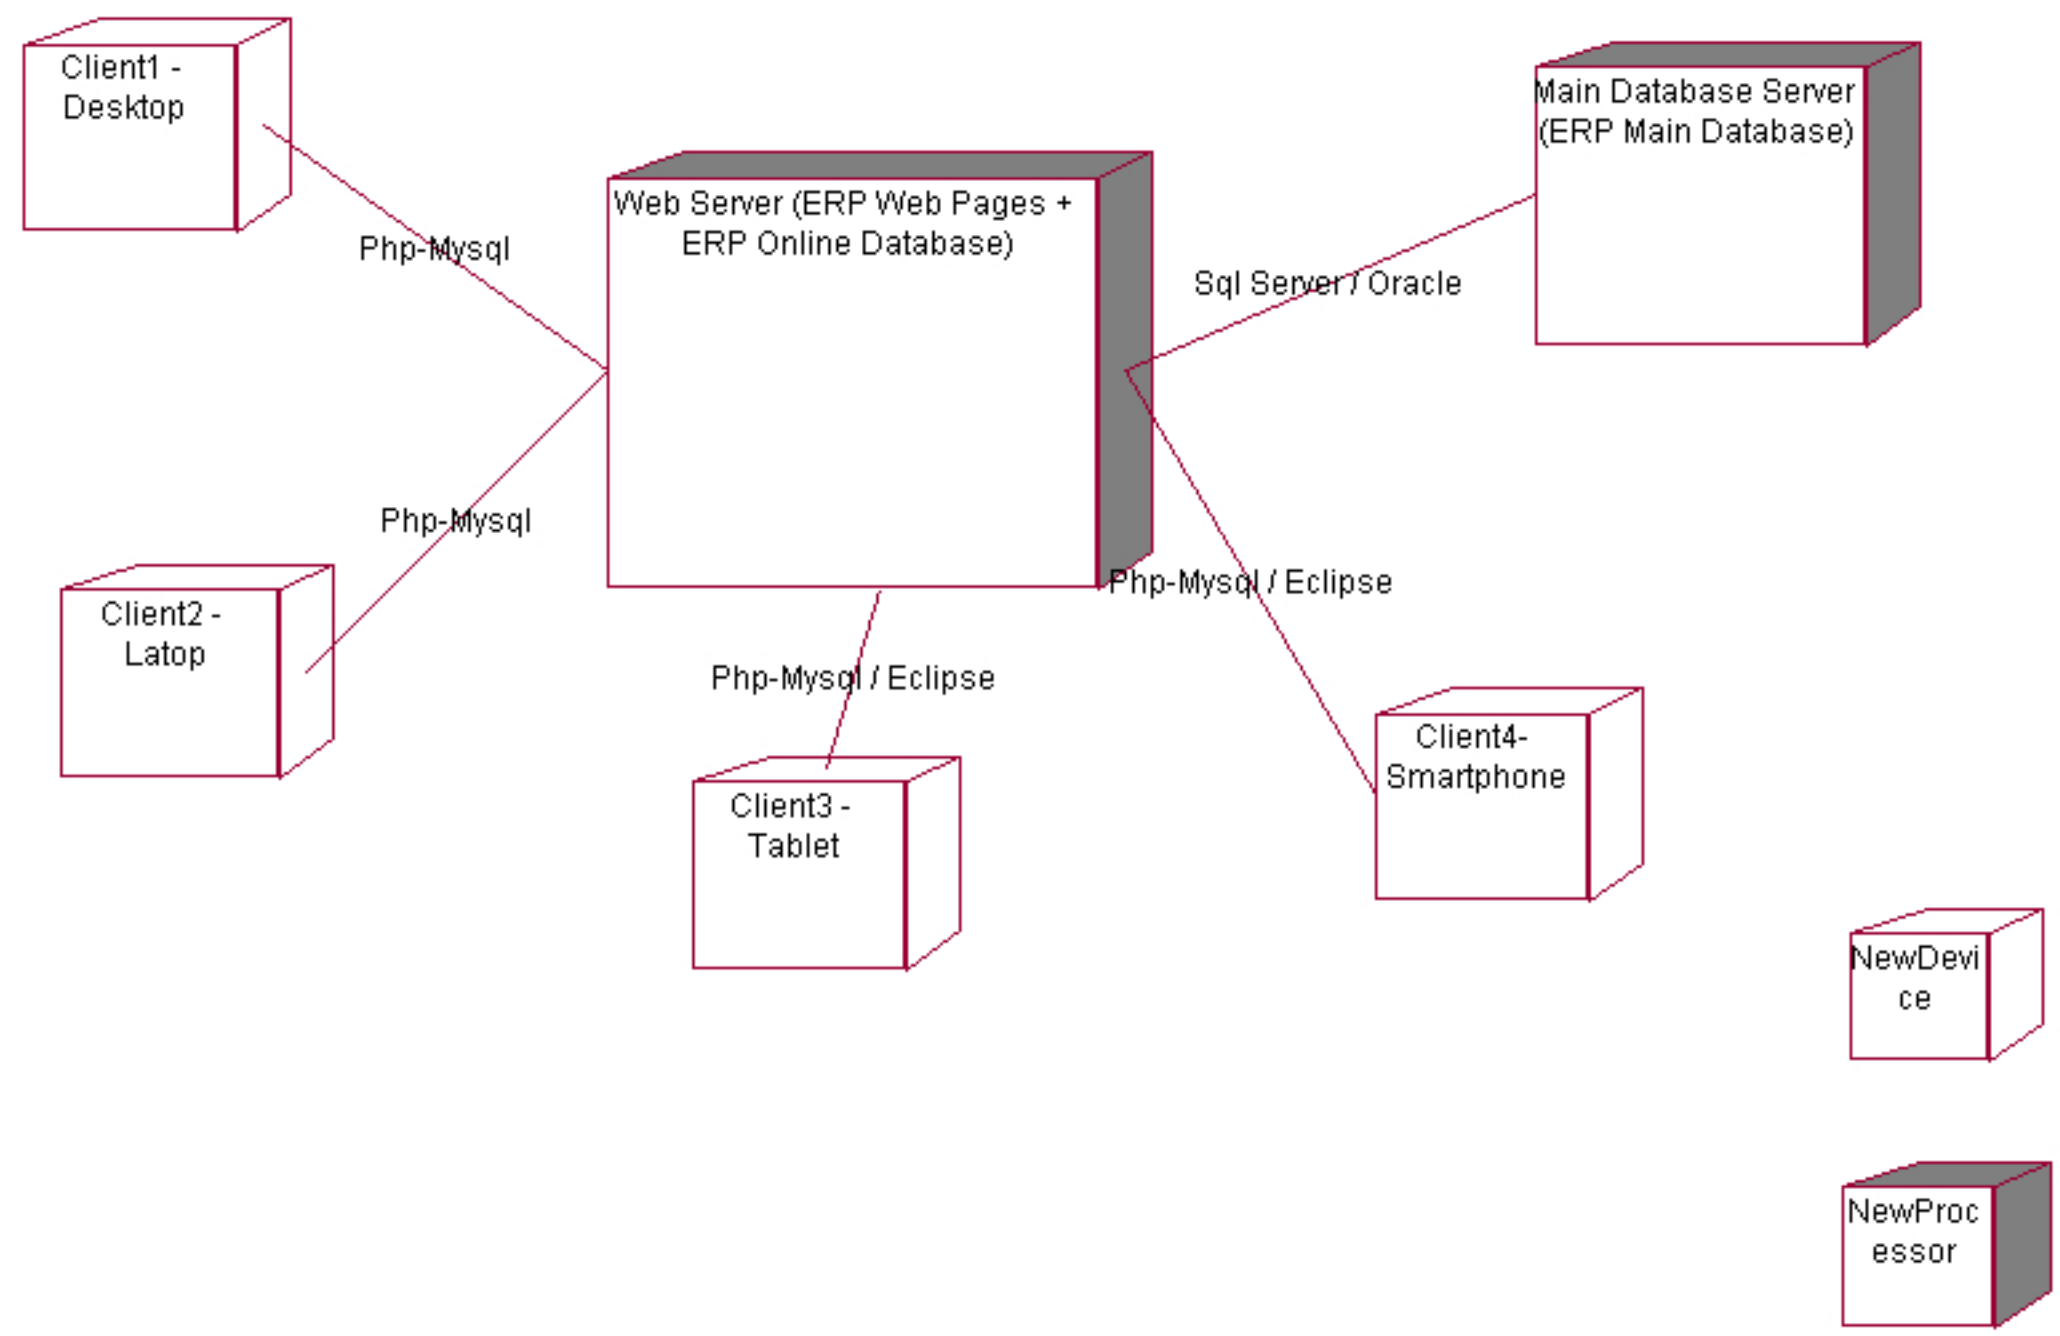 Client1 -
Desktop
Main Database Server
(ERP Main Database)
Web Server (ERP Web Pages +
ERP Online Database)
Php-Mysql
Sql Server / Oracle
Php-Mysql
Php-Mysql / Eclipse
Client2 -
Latop
Php-Mysql / Eclipse
Client4-
Smartphone
Client3 -
Tablet
NewDevi
ce
NewProc
essor